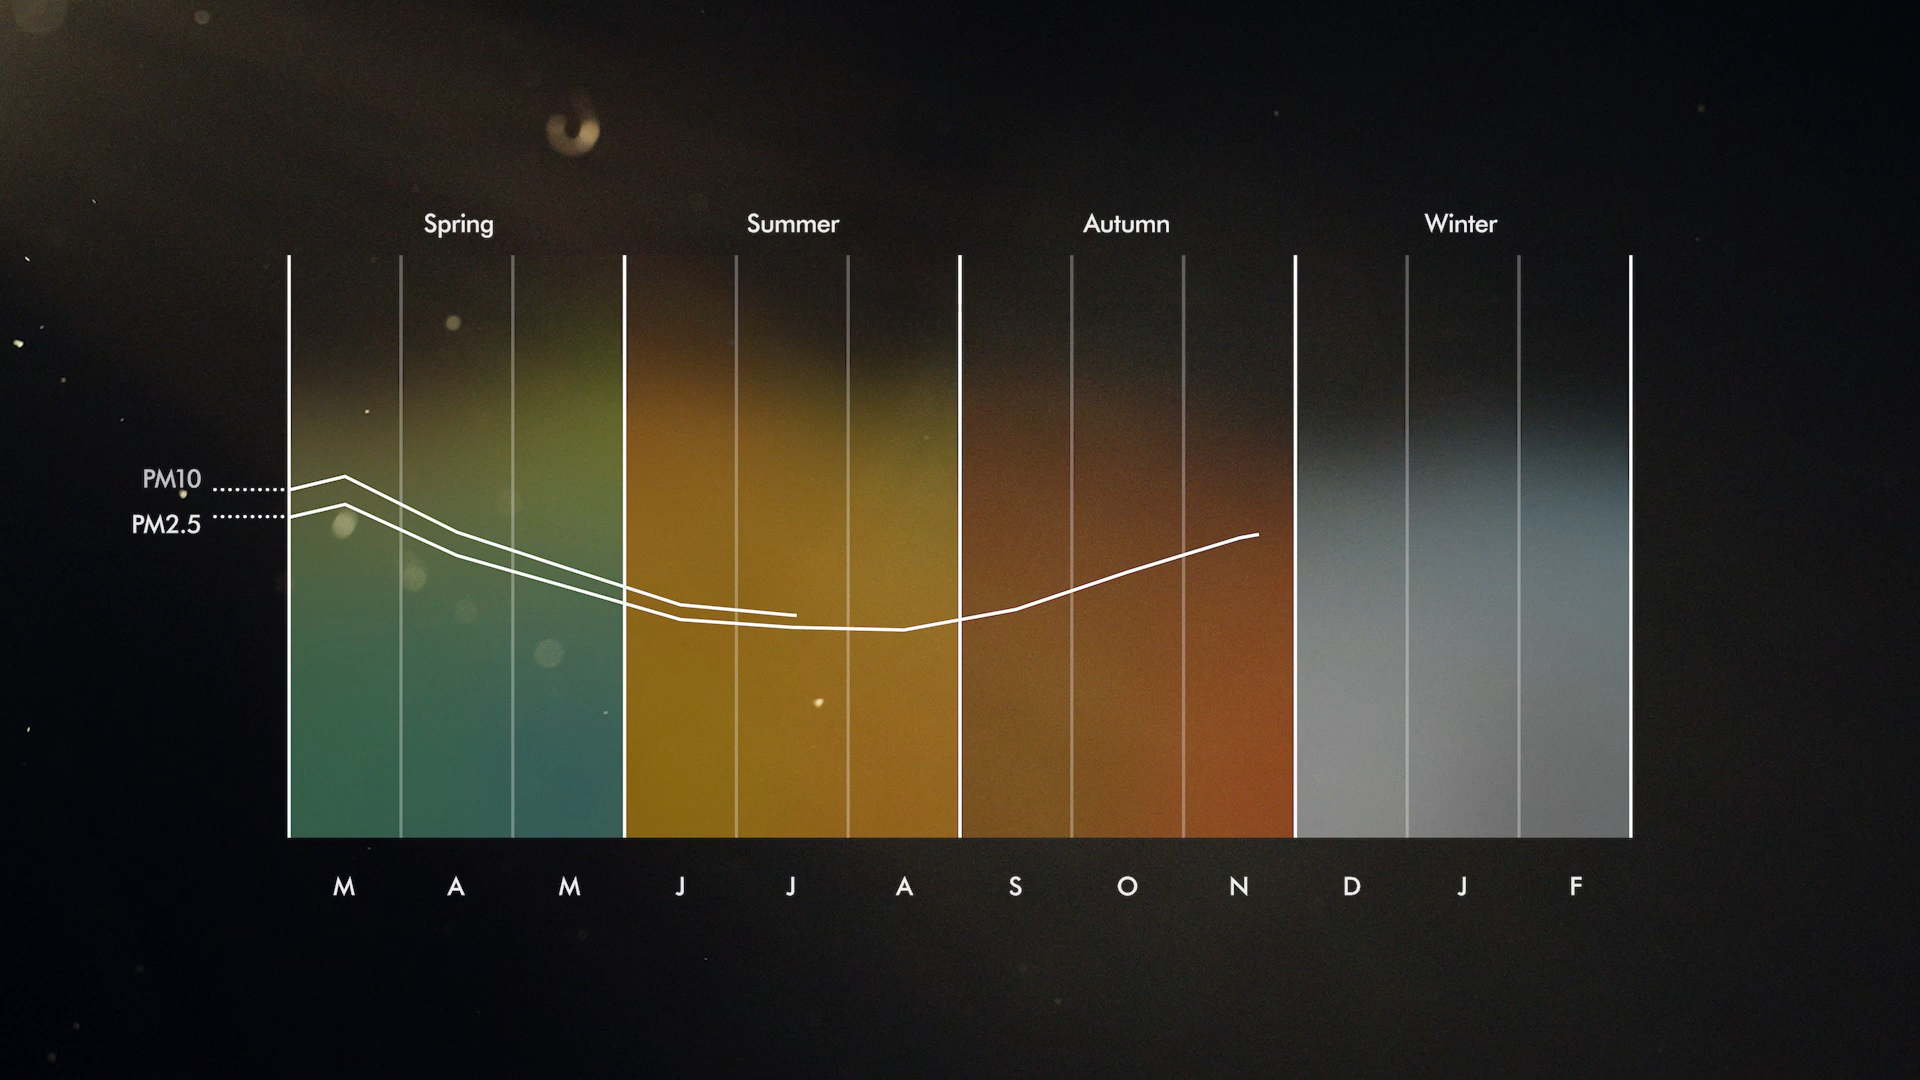 Spring Summer Autumn Winter
PM10
PM2.5
M A M J J A S O N D J F